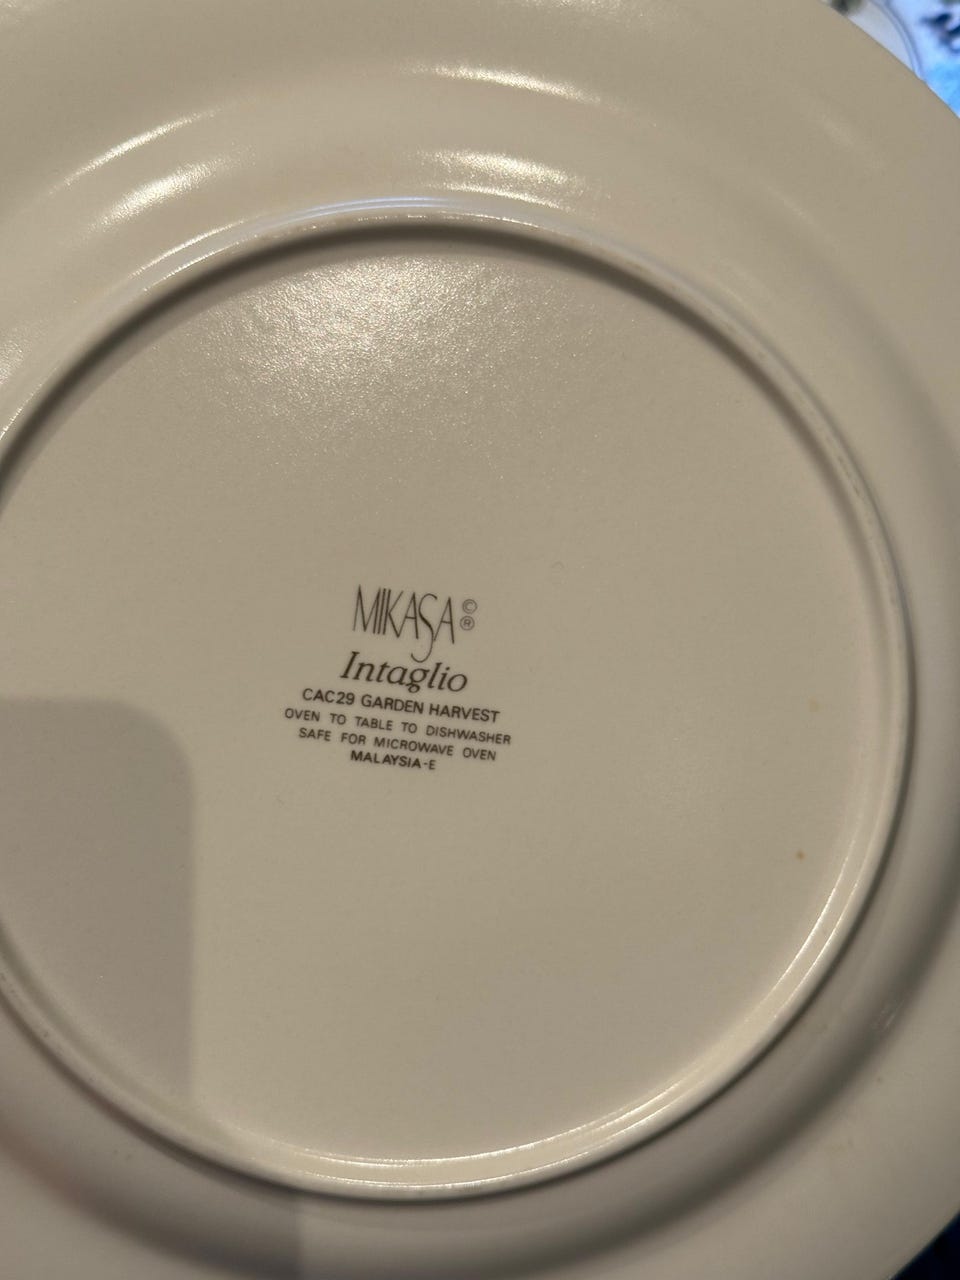 MIKASA©®
Intaglio
CAC29 GARDEN HARVEST
OVEN TO TABLE TO DISHWASHER
SAFE FOR MICROWAVE OVEN
MALAYSIA-E